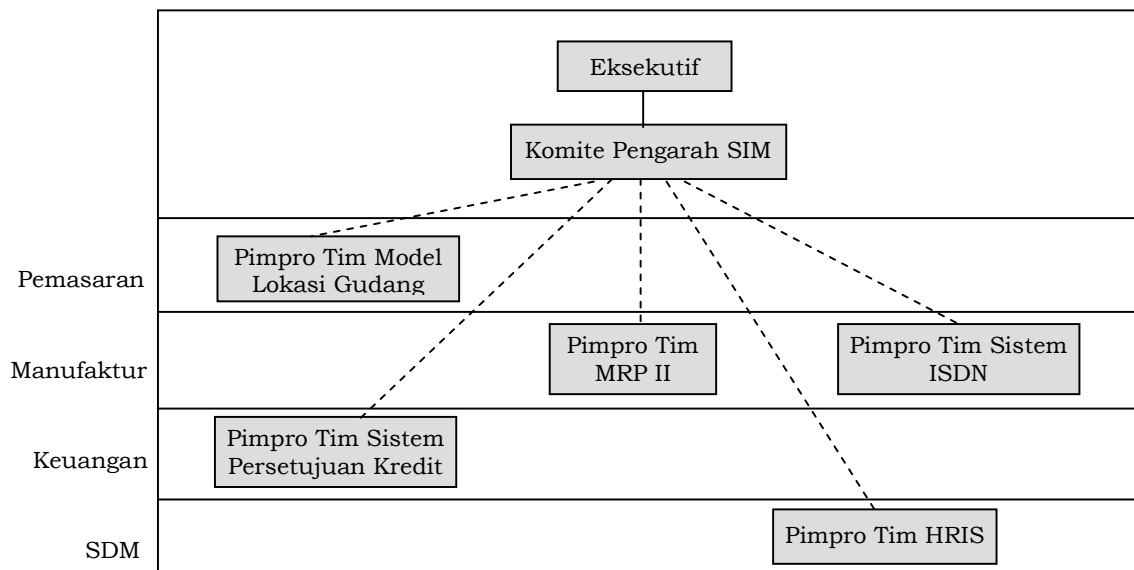 Eksekutif
Komite Pengarah SIM
Pemasaran
Pimpro Tim Model
Lokasi Gudang
Manufaktur
Pimpro Tim
MRP II
Pimpro Tim Sistem
ISDN
Keuangan
Pimpro Tim Sistem
Persetujuan Kredit
SDM
Pimpro Tim HRIS